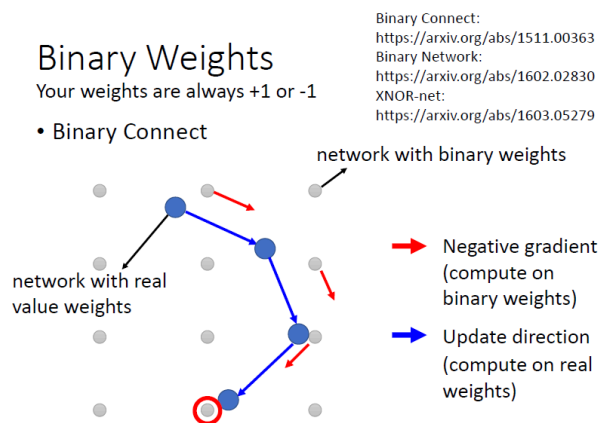 Binary Weights
Your weights are always +1 or -1
Binary Connect:
https://arxiv.org/abs/1511.00363
Binary Network:
https://arxiv.org/abs/1602.02830
XNOR-net:
https://arxiv.org/abs/1603.05279
• Binary Connect
network with binary weights
network with real
value weights
Negative gradient
(compute on
binary weights)
Update direction
(compute on real
weights)